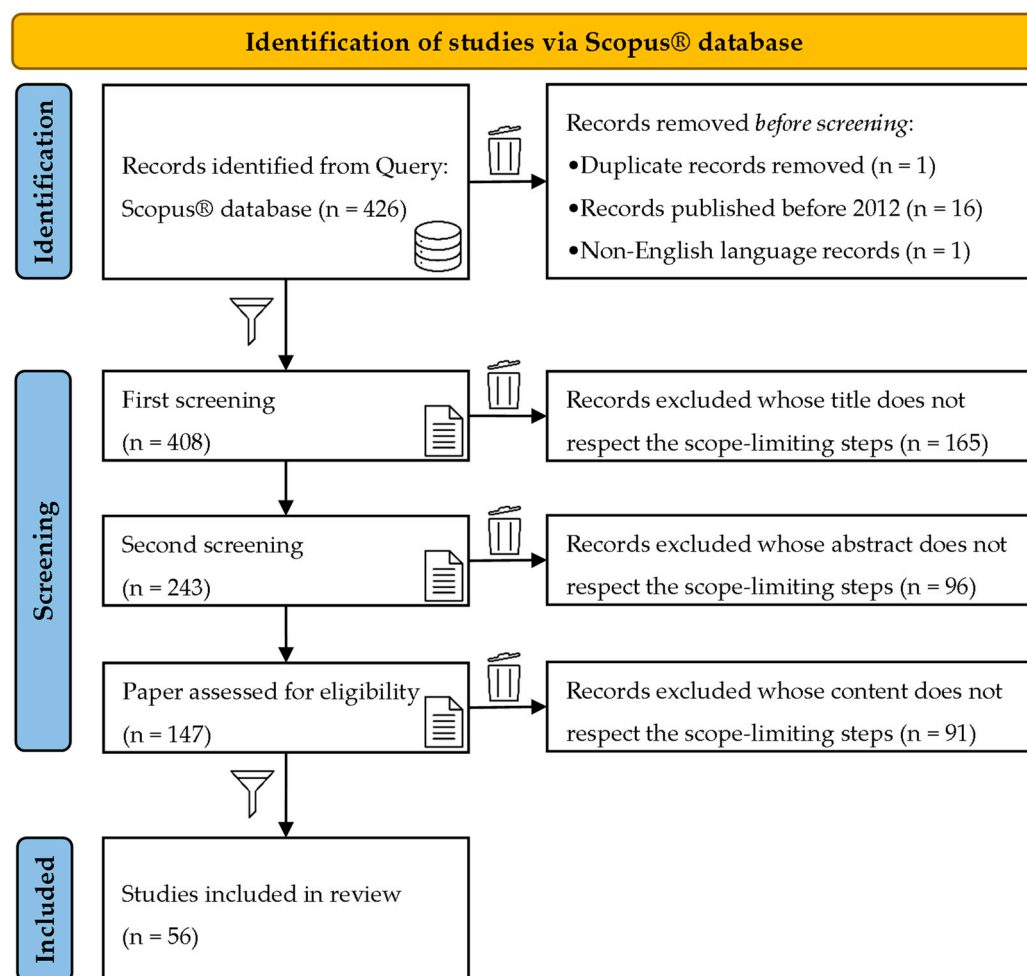 Identification of studies via Scopus® database
Identification
Records identified from Query:
Scopus® database (n = 426)
Records removed before screening:
•Duplicate records removed (n = 1)
•Records published before 2012 (n = 16)
•Non-English language records (n = 1)
Screening
First screening
(n = 408)
Records excluded whose title does not
respect the scope-limiting steps (n = 165)
Second screening
(n = 243)
Records excluded whose abstract does not
respect the scope-limiting steps (n = 96)
Paper assessed for eligibility
(n = 147)
Records excluded whose content does not
respect the scope-limiting steps (n = 91)
Included
Studies included in review
(n = 56)